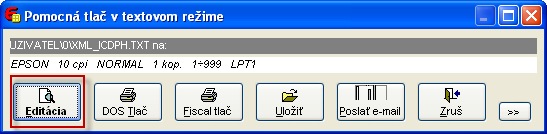 Pomocná tlač v textovom režime
UZIVATEL\0\XML_ICDPH.TXT na:
EPSON 10 cpi NORMAL 1 kop. 1÷999 LPT1
Editácia DOS Tlač Fiscal tlač Uložiť Poslať e-mail Zruš >>